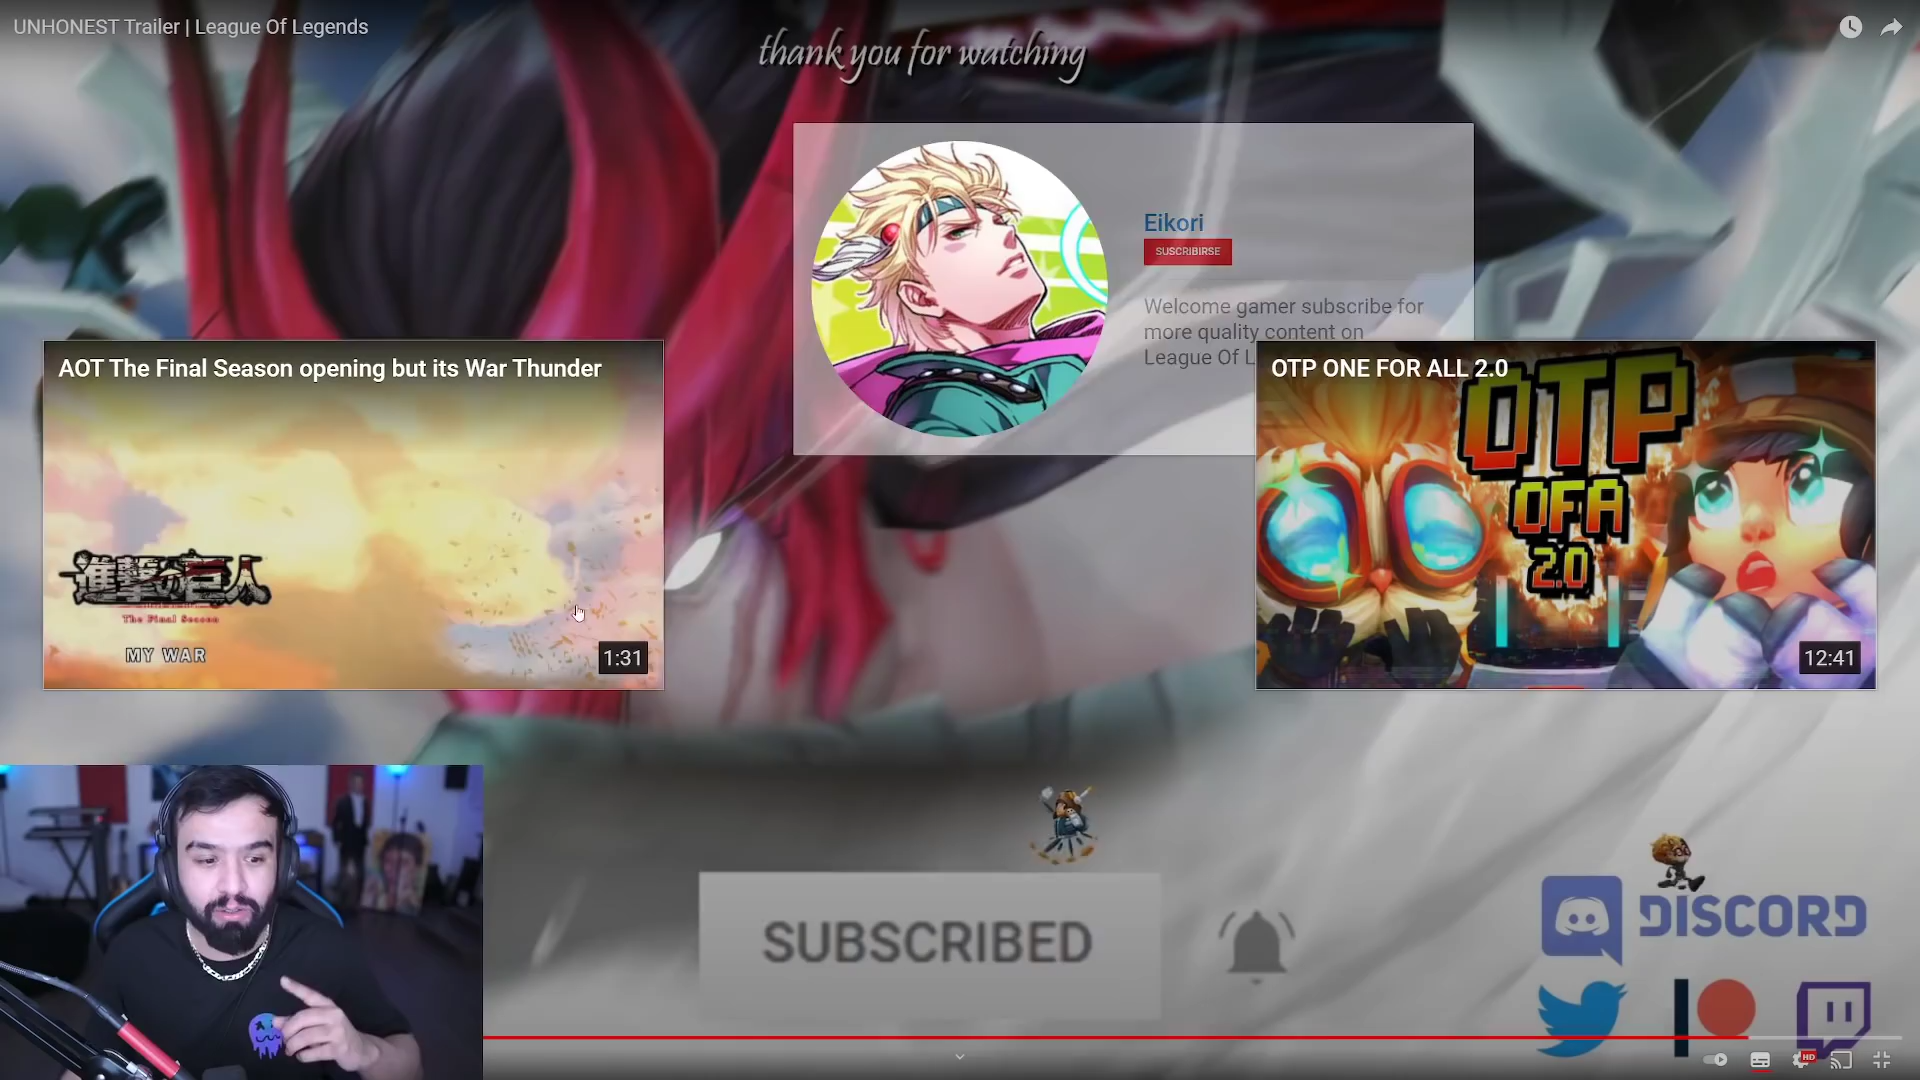 UNHONEST Trailer | League Of Legends
thank you for watching
Eikori
SUSCRIBIRSE
Welcome gamer subscribe for
more quality content on
League Of L
AOT The Final Season opening but its War Thunder
進撃の巨人
The Final Season
MY WAR
1:31
OTP ONE FOR ALL 2.0
OTP
OFA
2.0
12:41
SUBSCRIBED
DISCORD
HD